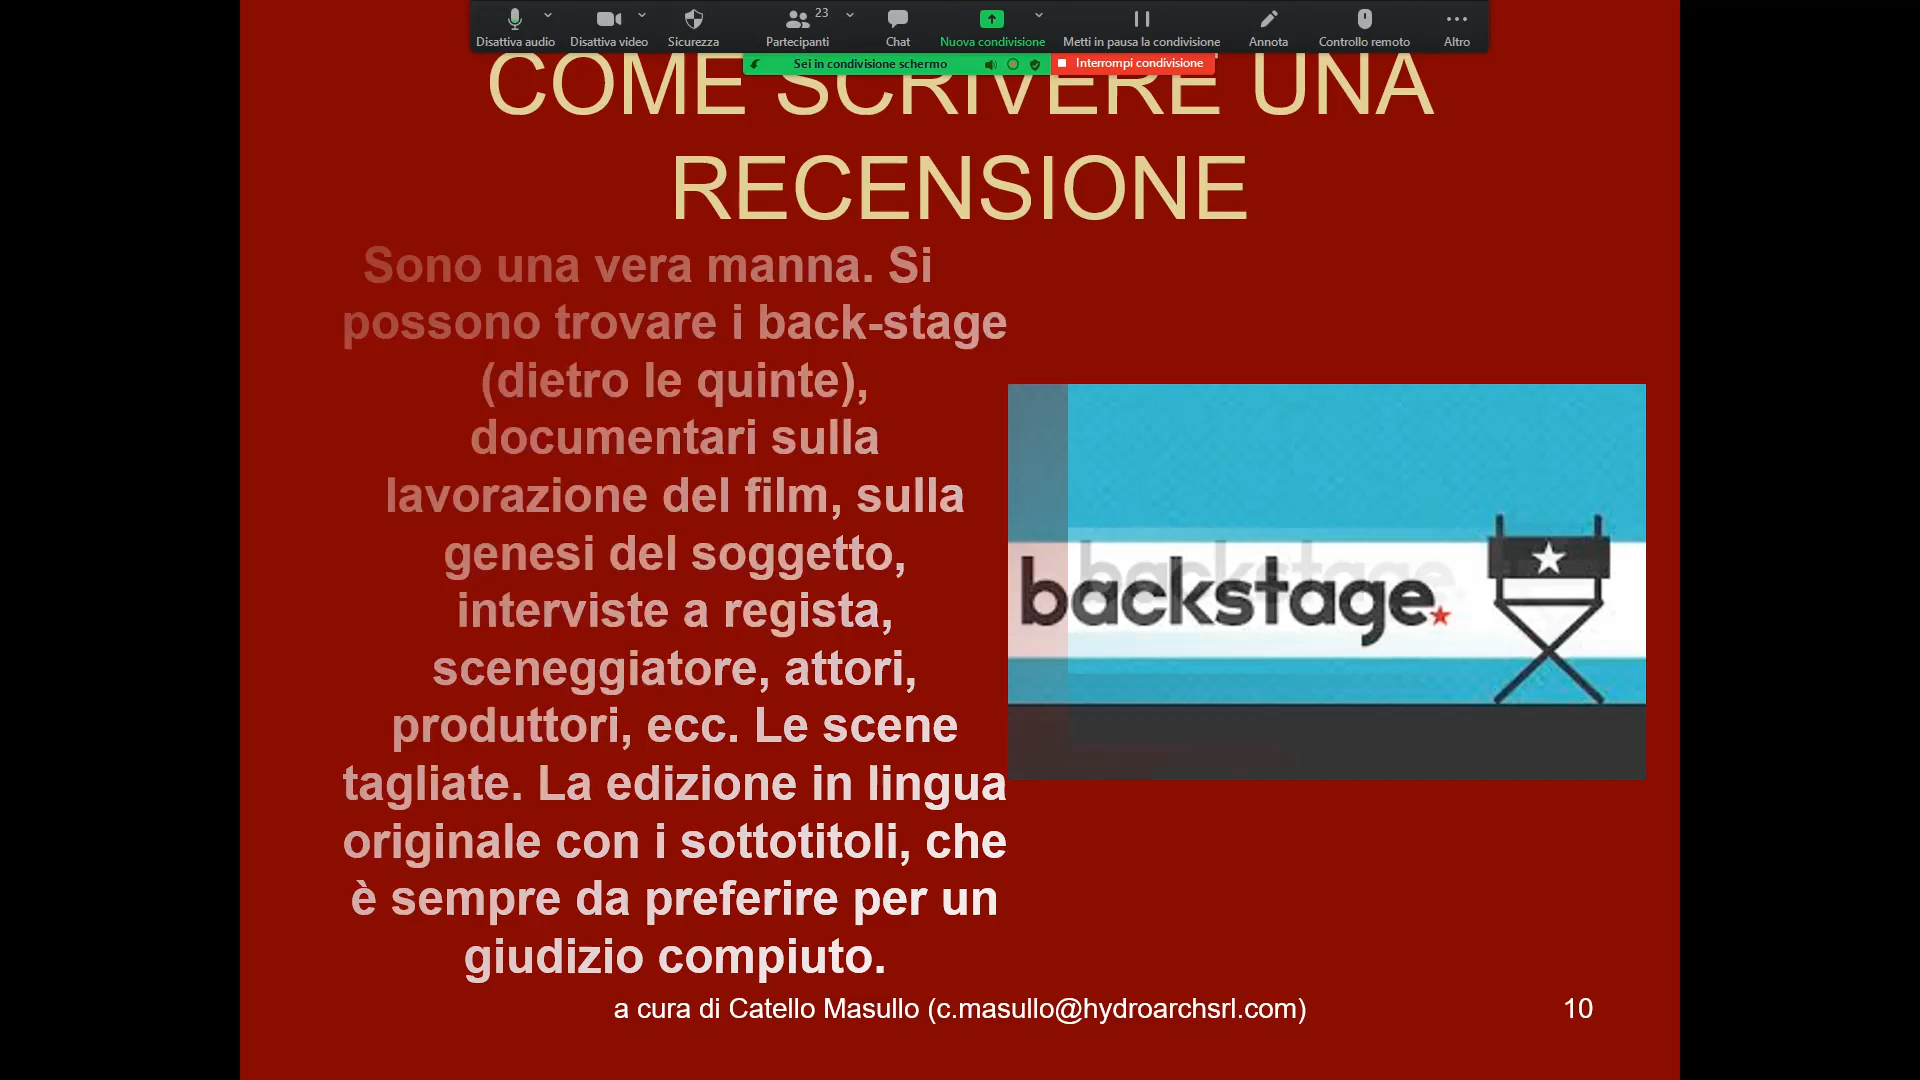 Disattiva audio
Disattiva video
Sicurezza
Partecipanti
23
Chat
Nuova condivisione
Metti in pausa la condivisione
Annota
Controllo remoto
Altro
Sei in condivisione schermo
Interrompi condivisione
COME SCRIVERE UNA
RECENSIONE
Sono una vera manna. Si
possono trovare i back-stage
(dietro le quinte),
documentari sulla
lavorazione del film, sulla
genesi del soggetto,
interviste a regista,
sceneggiatore, attori,
produttori, ecc. Le scene
tagliate. La edizione in lingua
originale con i sottotitoli, che
è sempre da preferire per un
giudizio compiuto.
backstage.
a cura di Catello Masullo (c.masullo@hydroarchsrl.com)
10